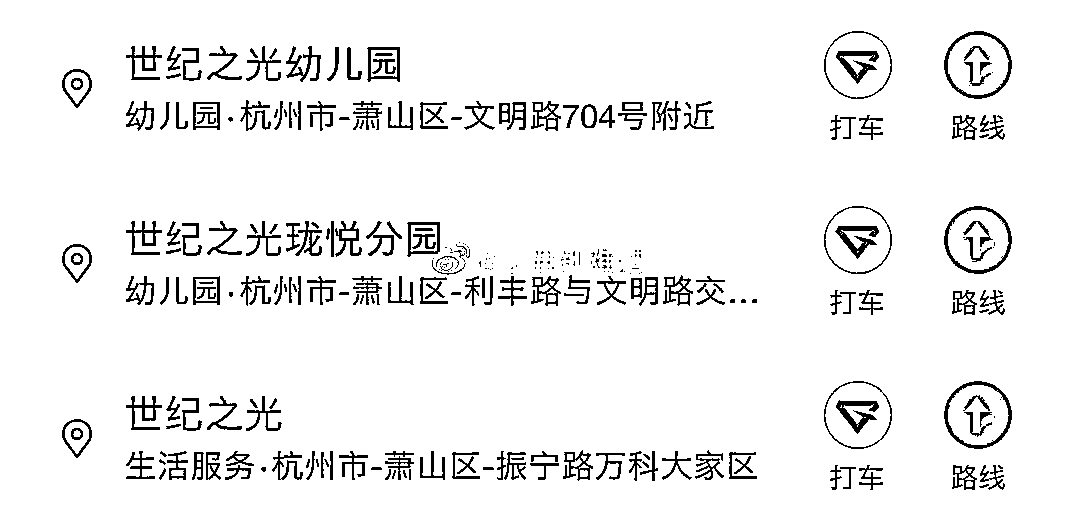 世纪之光幼儿园
幼儿园·杭州市-萧山区-文明路704号附近
打车
路线
世纪之光珑悦分园
幼儿园·杭州市-萧山区-利丰路与文明路交...
打车
路线
世纪之光
生活服务·杭州市-萧山区-振宁路万科大家区
打车
路线